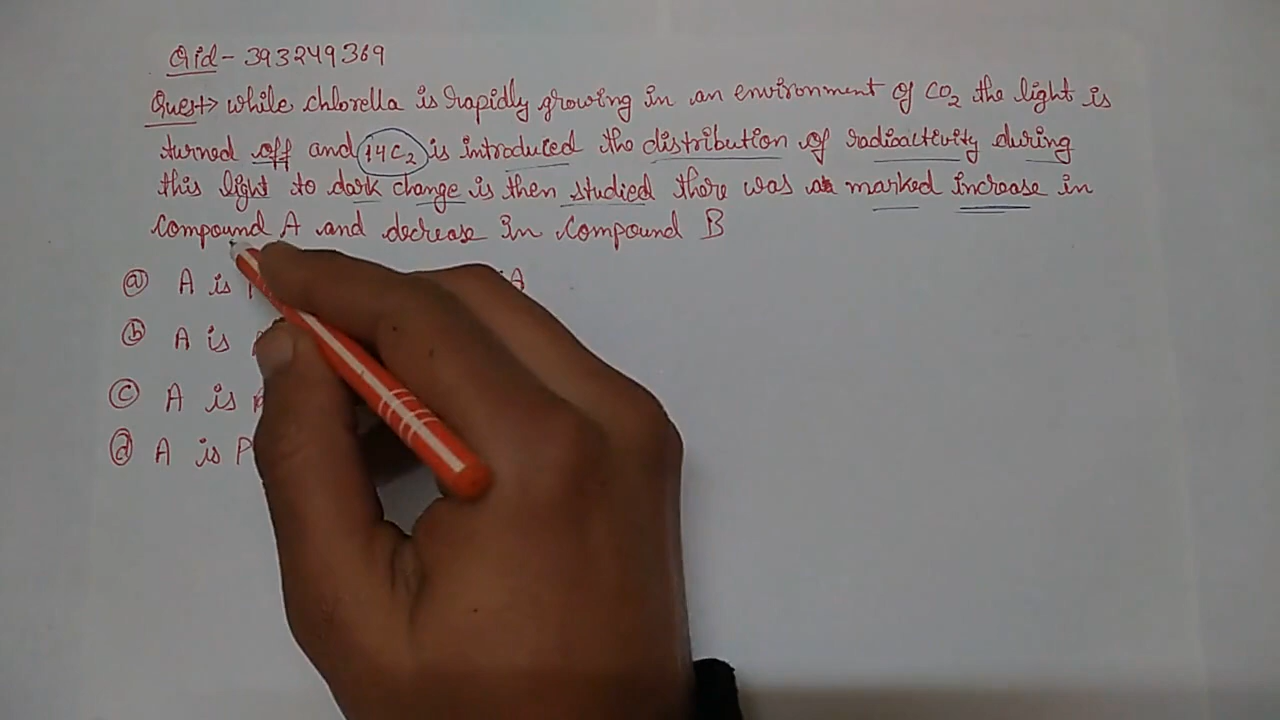 Qid - 393249369
Quest> while chlorella is rapidly growing in an environment of CO2 the light is
turned off and 14C2 is introduced the distribution of radioactivity during
this light to dark change is then studied there was a marked increase in
compound A and decrease in compound B
(a) A is A
(b) A is
(c) A is
(d) A is P